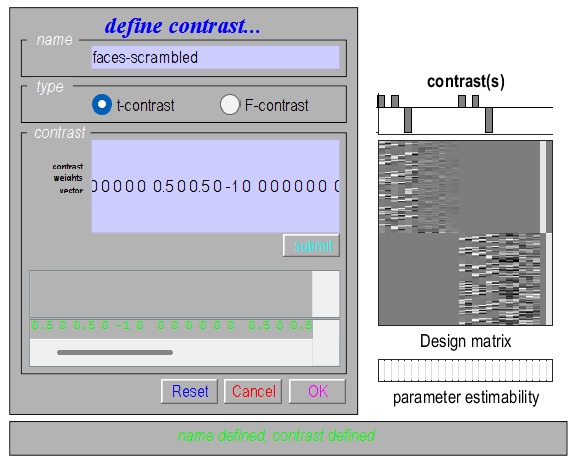 define contrast...
name
faces-scrambled
type
t-contrast
F-contrast
contrast
contrast
weights
vector
0 0 0 0 0 0.5 0 0.5 0 -1 0 0 0 0 0 0 0
submit
0.5 0 0.5 0 -1 0 0 0 0 0 0 0 0.5 0 0.5
Reset
Cancel
OK
name defined, contrast defined
contrast(s)
Design matrix
parameter estimability